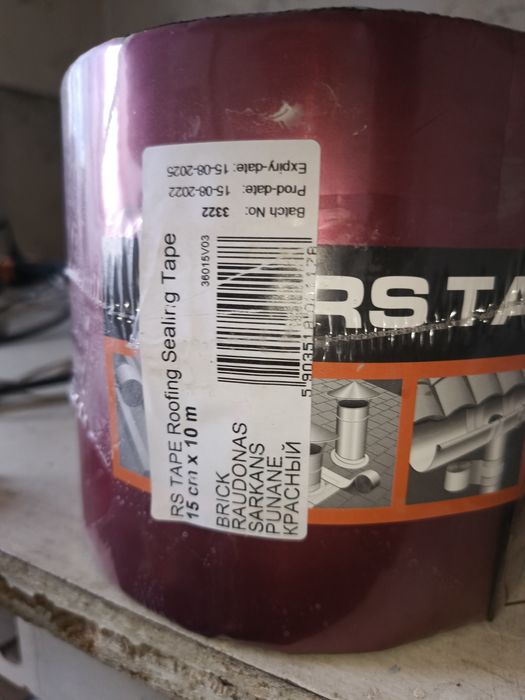 Expiry-date: 15-08-2025
Prod-date: 15-08-2022
Batch No: 3322
RS TAPE Roofing Sealing Tape
15 cm x 10 m
36015V03
BRICK
RAUDONAS
SARKANS
PUNANE
КРАСНЫЙ
RS TA